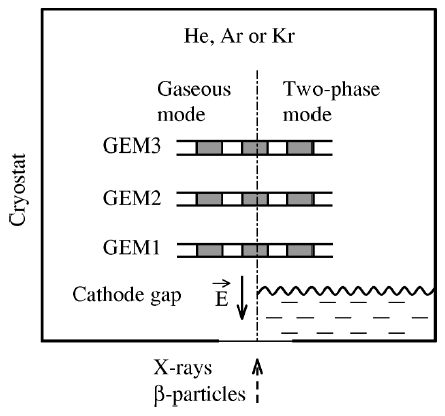 He, Ar or Kr
Gaseous mode
Two-phase mode
GEM3
GEM2
GEM1
Cryostat
Cathode gap
E
X-rays
β-particles